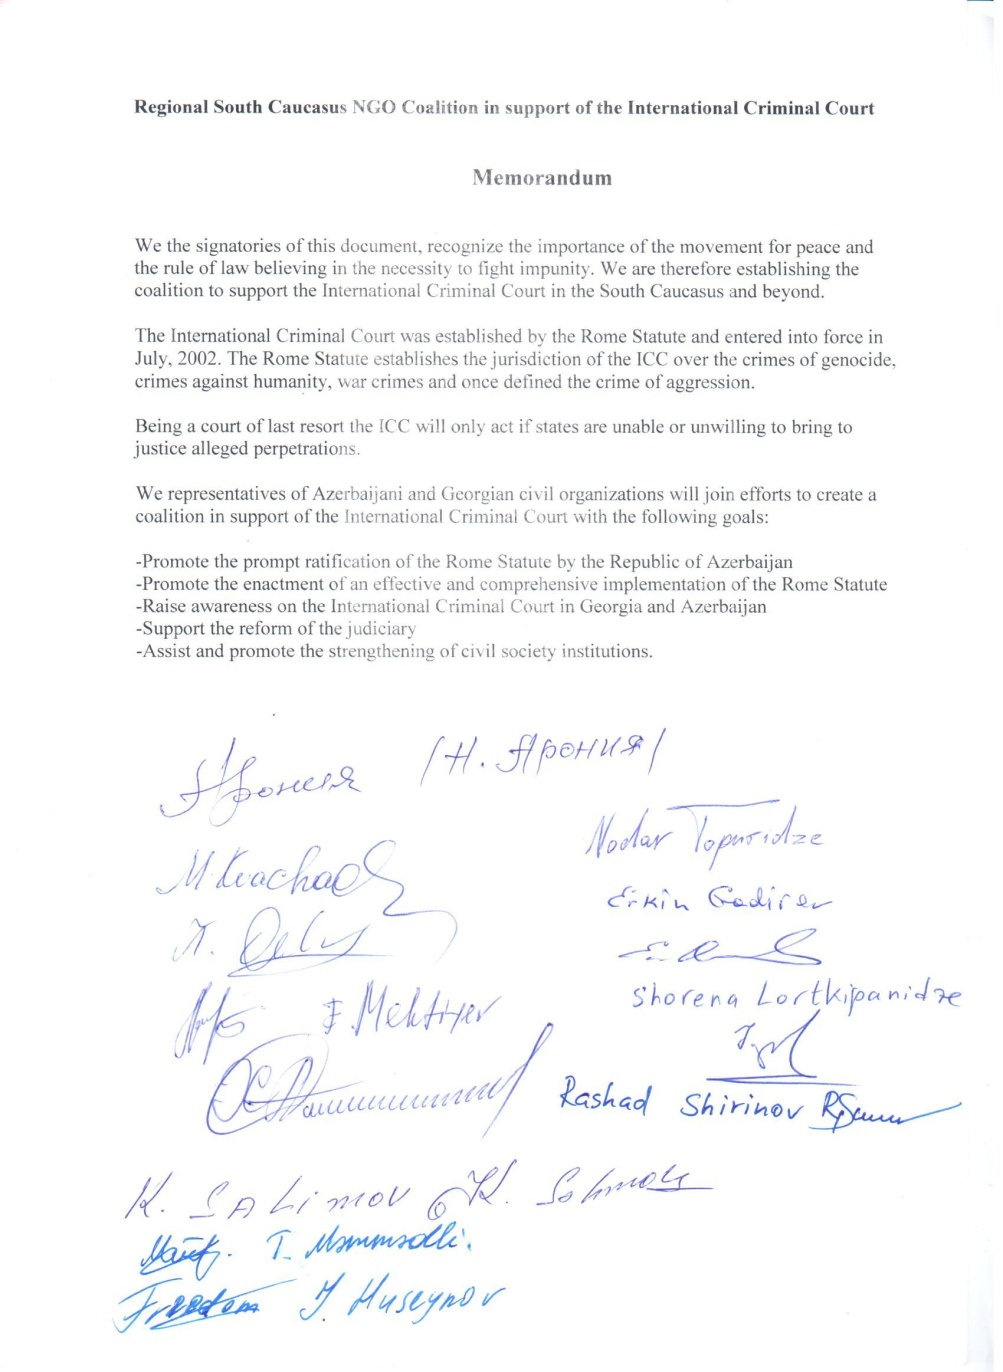 Regional South Caucasus NGO Coalition in support of the International Criminal Court
Memorandum
We the signatories of this document, recognize the importance of the movement for peace and
the rule of law believing in the necessity to fight impunity. We are therefore establishing the
coalition to support the International Criminal Court in the South Caucasus and beyond.
The International Criminal Court was established by the Rome Statute and entered into force in
July, 2002. The Rome Statute establishes the jurisdiction of the ICC over the crimes of genocide,
crimes against humanity, war crimes and once defined the crime of aggression.
Being a court of last resort the ICC will only act if states are unable or unwilling to bring to
justice alleged perpetrations.
We representatives of Azerbaijani and Georgian civil organizations will join efforts to create a
coalition in support of the International Criminal Court with the following goals:
-Promote the prompt ratification of the Rome Statute by the Republic of Azerbaijan
-Promote the enactment of an effective and comprehensive implementation of the Rome Statute
-Raise awareness on the International Criminal Court in Georgia and Azerbaijan
-Support the reform of the judiciary
-Assist and promote the strengthening of civil society institutions.
/Н. Ярония/
Nodar Topuridze
Erkin Gadirov
Shorena Lortkipanidze
Mehtiyev
Rashad Shirinov
K. SALimov
T. Mammadli.
Freedom J Huseynov